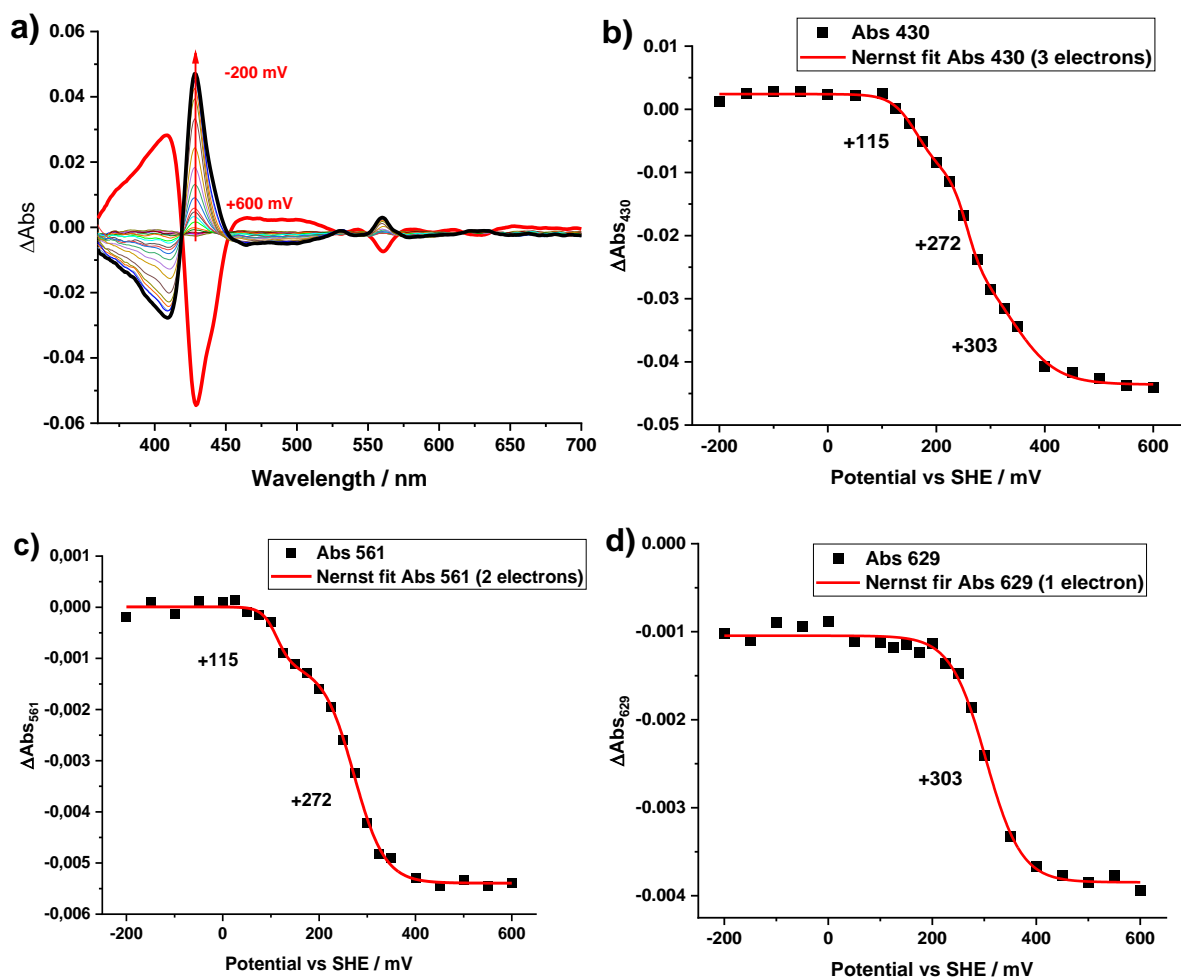 a)
0.06
0.04
0.02
0.00
-0.02
-0.04
-0.06
ΔAbs
-200 mV
+600 mV
400
450
500
550
600
650
700
Wavelength / nm
b)
Abs 430
Nernst fit Abs 430 (3 electrons)
0.01
0.00
-0.01
-0.02
-0.03
-0.04
-0.05
ΔAbs430
+115
+272
+303
-200
0
200
400
600
Potential vs SHE / mV
c)
Abs 561
Nernst fit Abs 561 (2 electrons)
0,001
0,000
-0,001
-0,002
-0,003
-0,004
-0,005
-0,006
ΔAbs561
+115
+272
-200
0
200
400
600
Potential vs SHE / mV
d)
Abs 629
Nernst fir Abs 629 (1 electron)
0.000
-0.001
-0.002
-0.003
-0.004
ΔAbs629
+303
-200
0
200
400
600
Potential vs SHE / mV